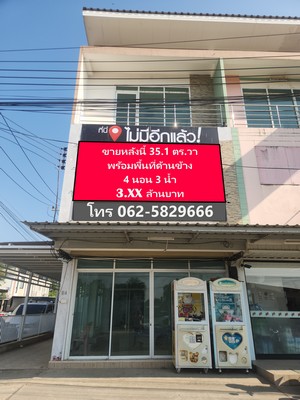 ที่นี่ ไม่มีอีกแล้ว!
ขายหลังนี้ 35.1 ตร.วา
พร้อมพื้นที่ด้านข้าง
4 นอน 3 น้ำ
3.XX ล้านบาท
โทร 062-5829666